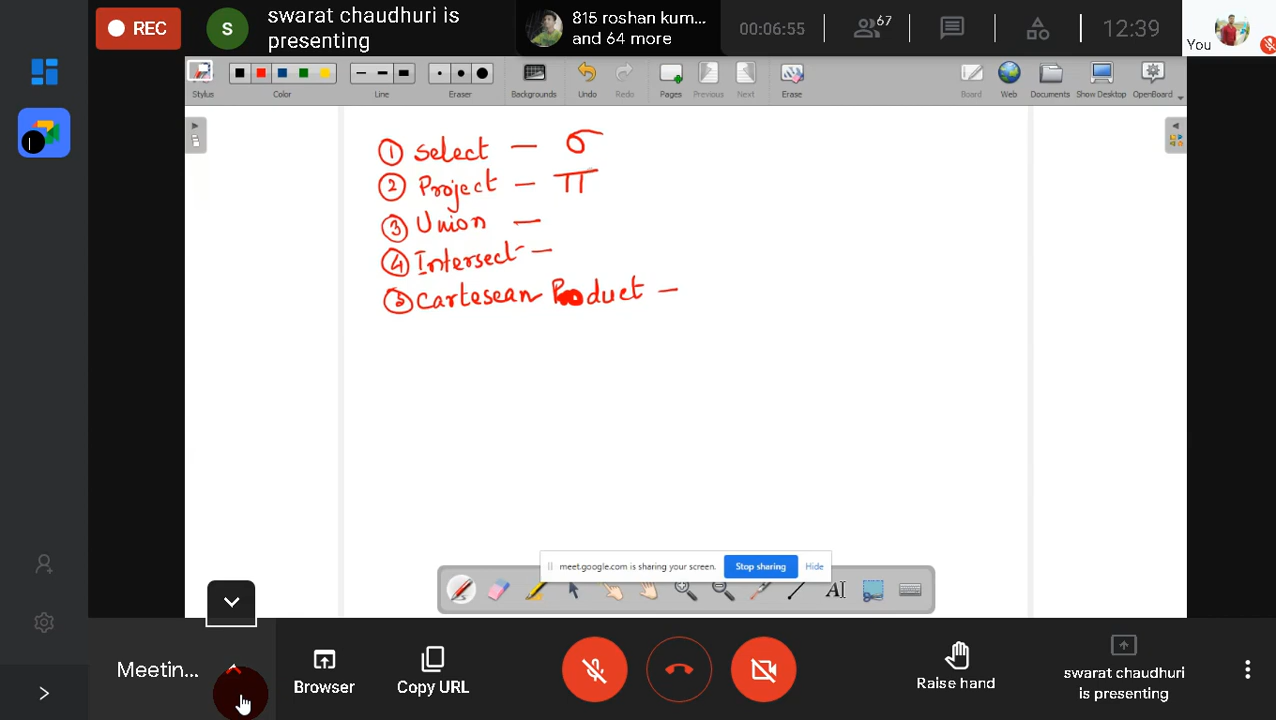 REC
S
swarat chaudhuri is
presenting
815 roshan kum...
and 64 more
00:06:55
67
12:39
You
Stylus
Color
Line
Eraser
Backgrounds
Undo
Redo
Pages
Previous
Next
Erase
Board
Web
Documents
Show Desktop
OpenBoard
① Select — σ
② Project — π
③ Union —
④ Intersect —
⑤ Cartesean Product —
meet.google.com is sharing your screen.
Stop sharing
Hide
AI
Meetin...
Browser
Copy URL
Raise hand
swarat chaudhuri
is presenting